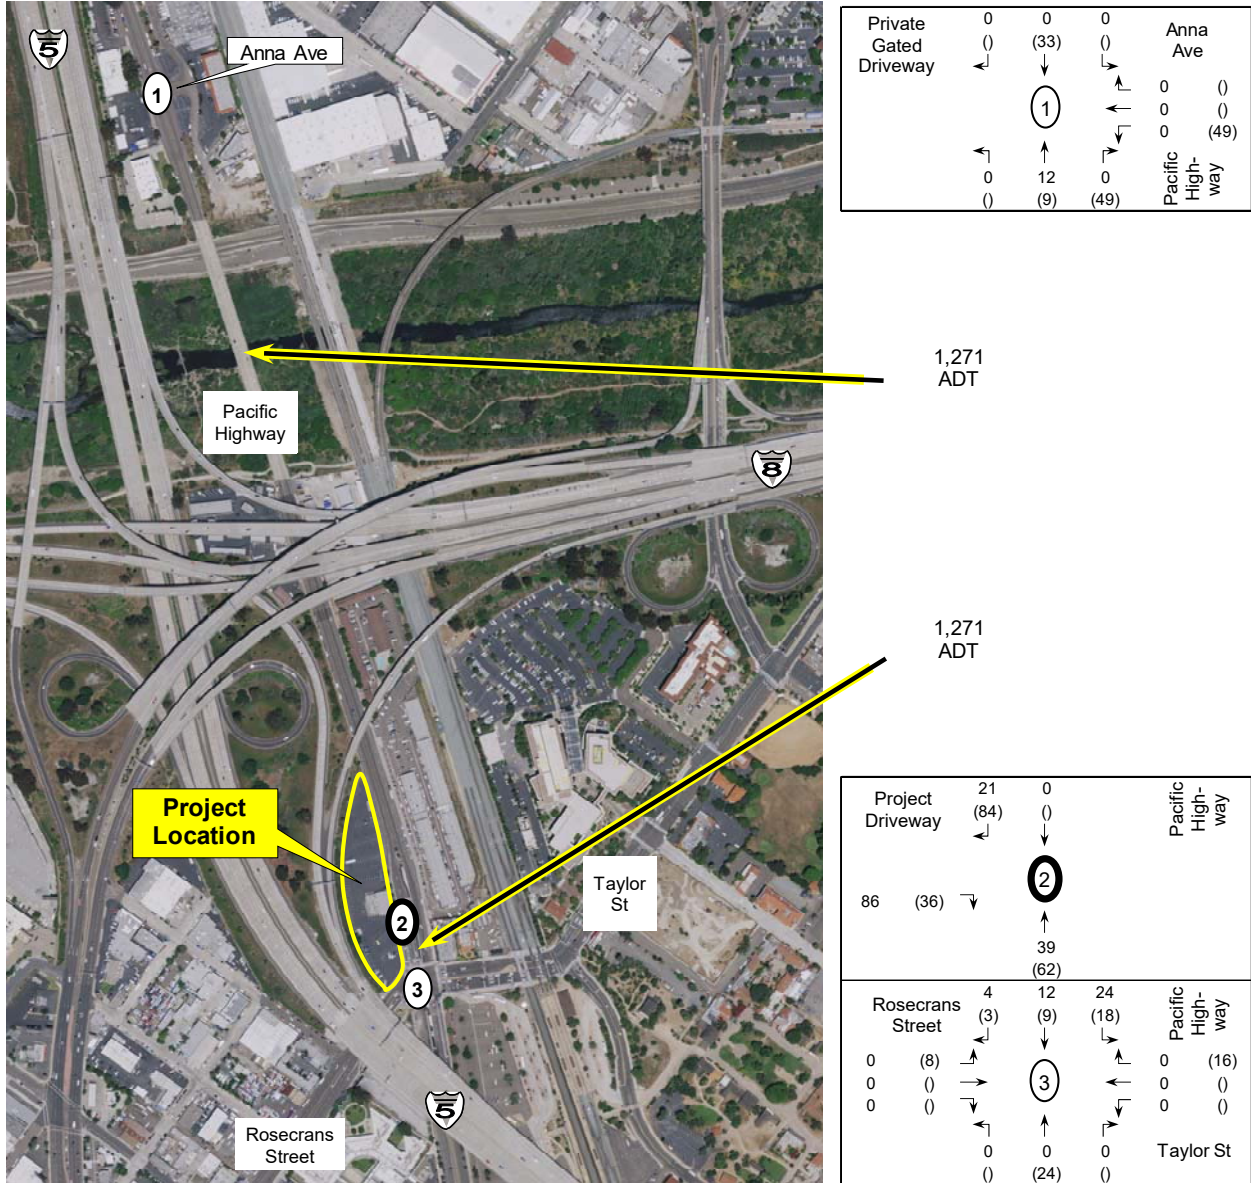 5
Anna Ave
1
Pacific
Highway
8
Project
Location
Taylor
St
2
3
5
Rosecrans
Street
Private
Gated
Driveway
0 0 0
() (33) ()
Anna
Ave
0 ()
0 ()
0 (49)
1
0 12 0
() (9) (49)
Pacific
High-
way
1,271
ADT
1,271
ADT
Project
Driveway
21 0
(84) ()
Pacific
High-
way
2
86 (36)
39
(62)
Rosecrans
Street
4 12 24
(3) (9) (18)
Pacific
High-
way
0 (8)
0 ()
0 ()
3
0 (16)
0 ()
0 ()
0 0 0
() (24) ()
Taylor St